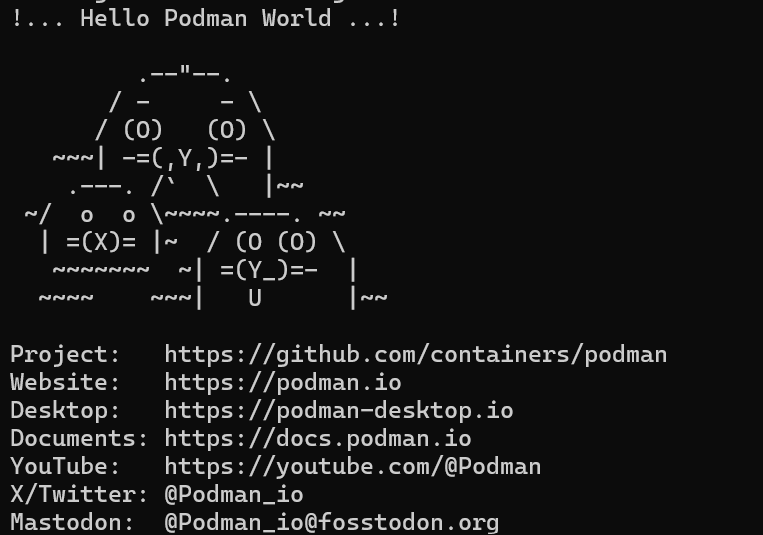 !... Hello Podman World ...!

         .--"--.
       / -     - \
      / (O)   (O) \
   ~~~| -=(,Y,)=- |
    .---. /`  \   |~~
 ~/  o  o \~~~~.----. ~~
  | =(X)= |~  / (O (O) \
   ~~~~~~~  ~| =(Y_)=-  |
  ~~~~    ~~~|   U      |~~

Project:   https://github.com/containers/podman
Website:   https://podman.io
Desktop:   https://podman-desktop.io
Documents: https://docs.podman.io
YouTube:   https://youtube.com/@Podman
X/Twitter: @Podman_io
Mastodon:  @Podman_io@fosstodon.org